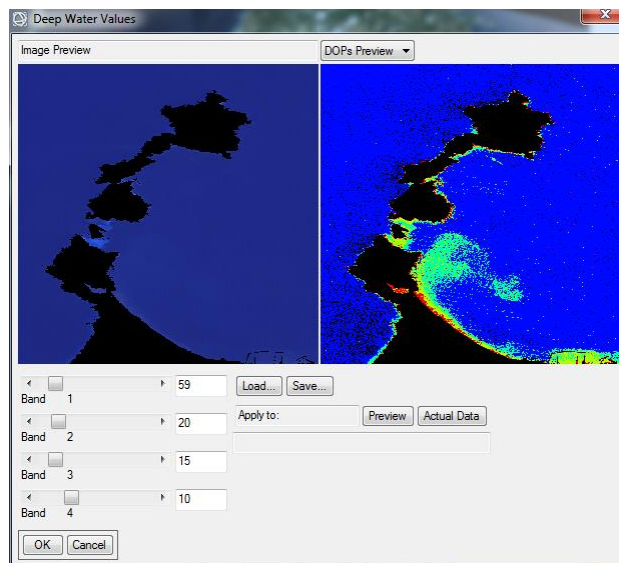 Deep Water Values
Image Preview
DOPs Preview
59
Load... Save...
Band 1
20
Apply to: Preview Actual Data
Band 2
15
Band 3
10
Band 4
OK Cancel